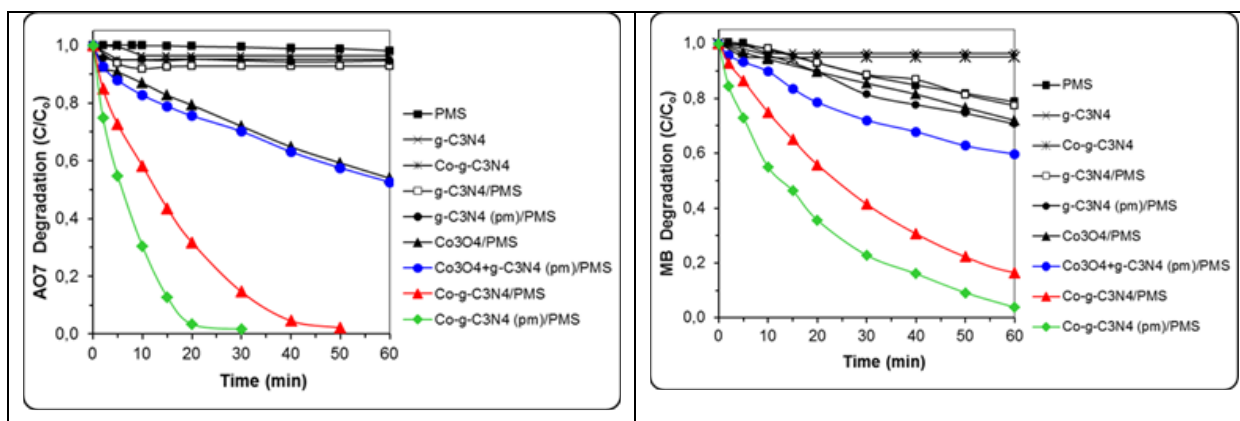 AO7 Degradation (C/Cₒ)
1,0
0,8
0,6
0,4
0,2
0,0
0 10 20 30 40 50 60
Time (min)
PMS
g-C3N4
Co-g-C3N4
g-C3N4/PMS
g-C3N4 (pm)/PMS
Co3O4/PMS
Co3O4+g-C3N4 (pm)/PMS
Co-g-C3N4/PMS
Co-g-C3N4 (pm)/PMS
MB Degradation (C/Cₒ)
1,0
0,8
0,6
0,4
0,2
0,0
0 10 20 30 40 50 60
Time (min)
PMS
g-C3N4
Co-g-C3N4
g-C3N4/PMS
g-C3N4 (pm)/PMS
Co3O4/PMS
Co3O4+g-C3N4 (pm)/PMS
Co-g-C3N4/PMS
Co-g-C3N4 (pm)/PMS